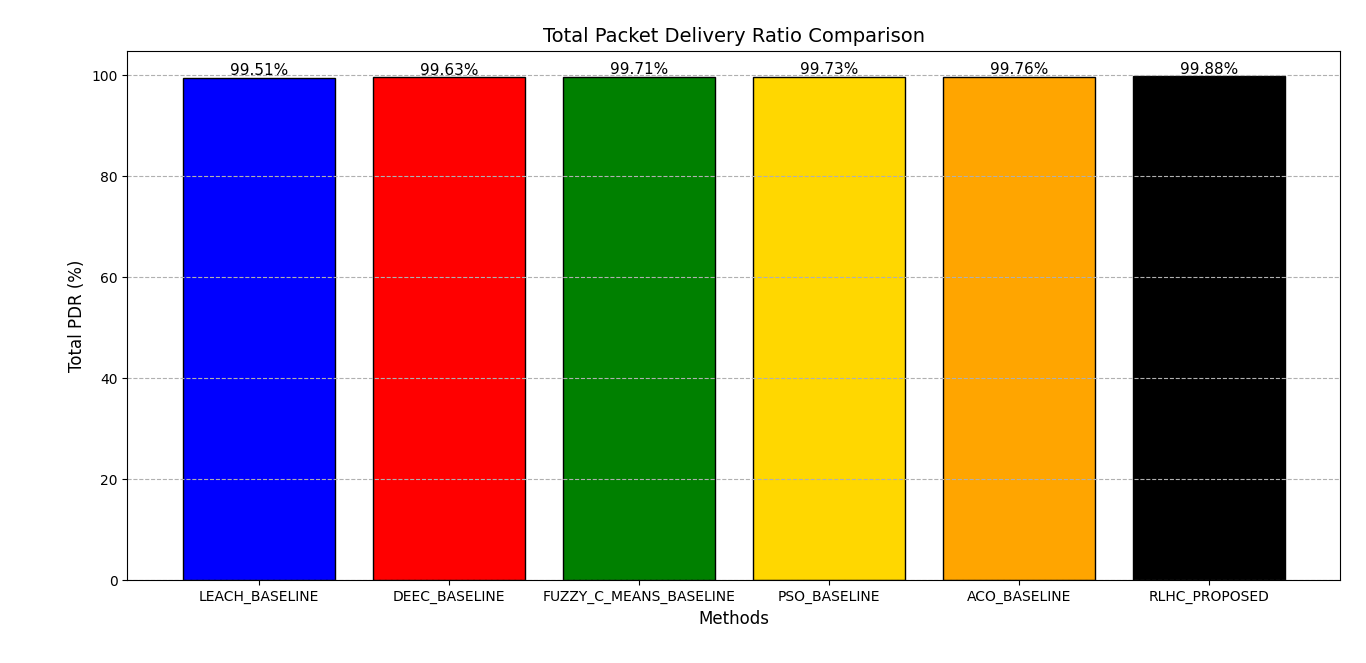 Total Packet Delivery Ratio Comparison
99.51% 99.63% 99.71% 99.73% 99.76% 99.88%
100
80
60
40
20
0
Total PDR (%)
LEACH_BASELINE DEEC_BASELINE FUZZY_C_MEANS_BASELINE PSO_BASELINE ACO_BASELINE RLHC_PROPOSED
Methods